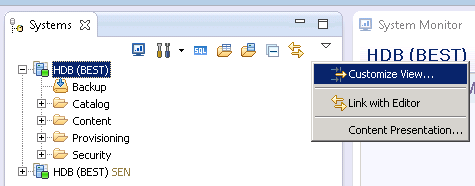 Systems
System Monitor
SQL
HDB (BEST)
HDB (BEST)
Customize View...
Backup
Link with Editor
Catalog
Content
Content Presentation...
Provisioning
Security
HDB (BEST) SEN